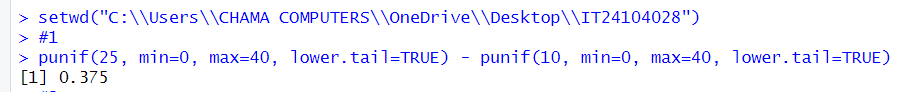 > setwd("C:\\Users\\CHAMA COMPUTERS\\OneDrive\\Desktop\\IT24104028")
> #1
> punif(25, min=0, max=40, lower.tail=TRUE) - punif(10, min=0, max=40, lower.tail=TRUE)
[1] 0.375